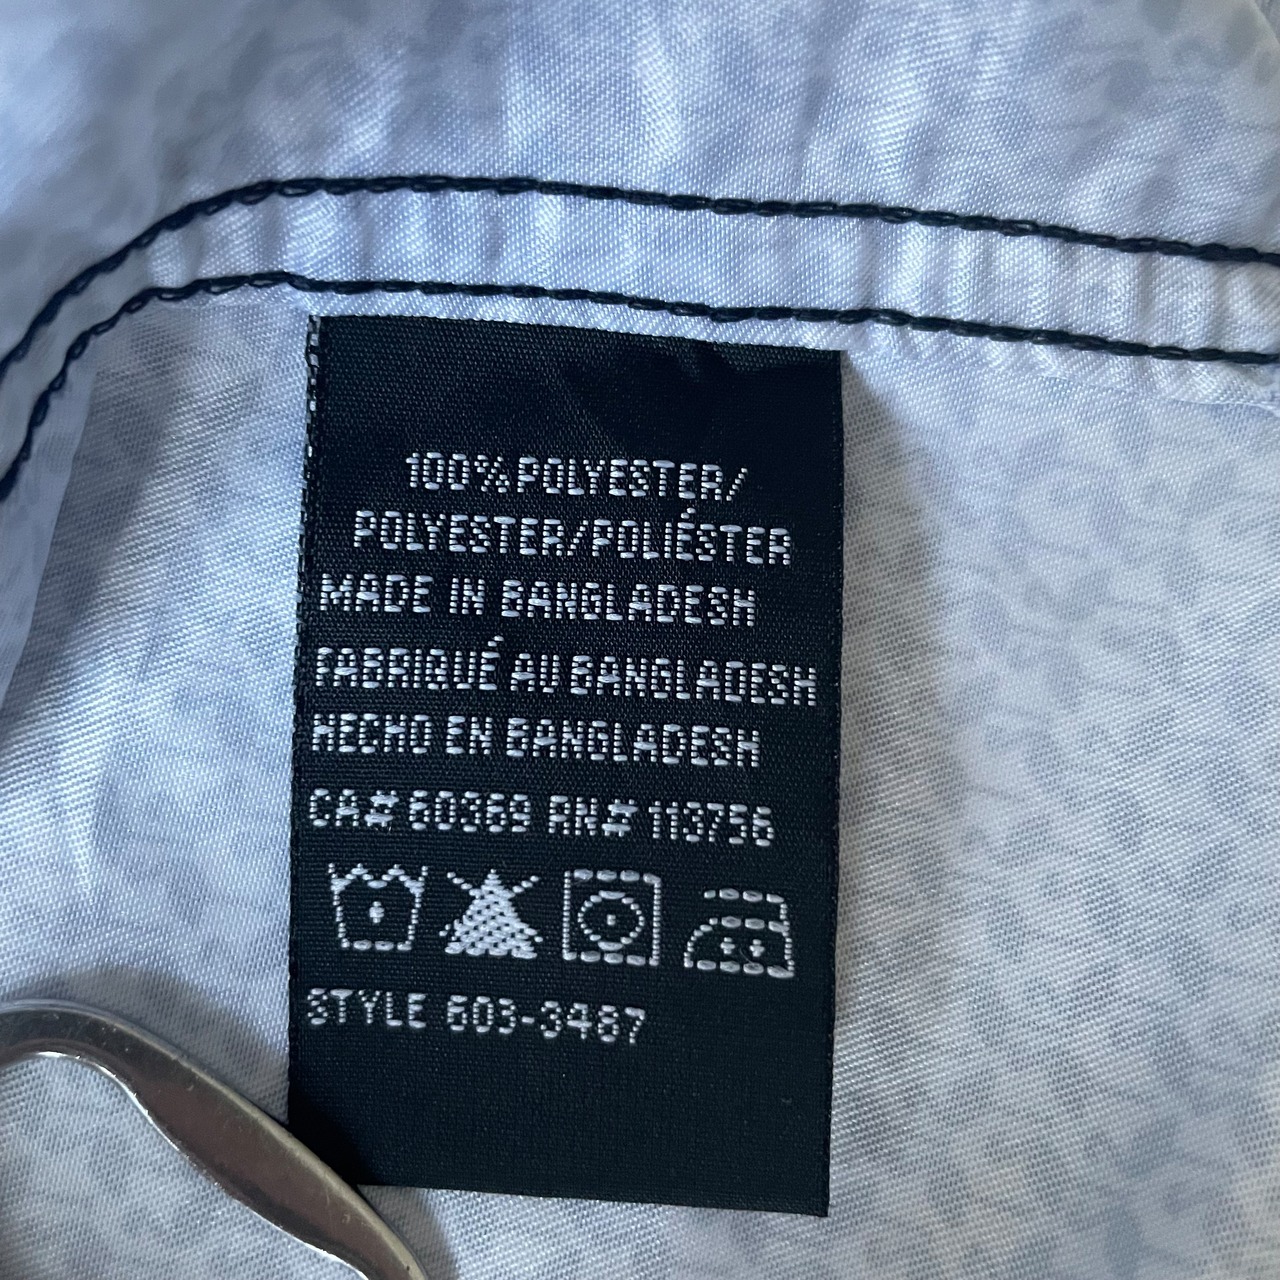 100% POLYESTER/
POLYESTER/POLIÉSTER
MADE IN BANGLADESH
FABRIQUÉ AU BANGLADESH
HECHO EN BANGLADESH
CA# 60369 RN# 113756
STYLE 603-3487